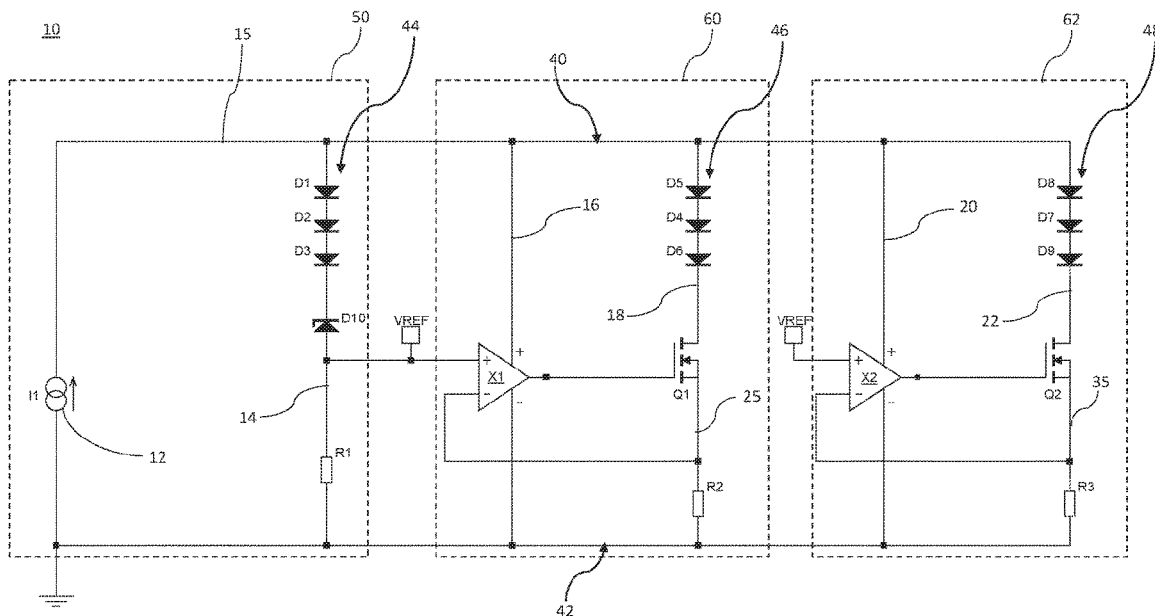 10
15
50
44
60
46
62
48
40
D1
D2
D3
D10
16
D5
D4
D6
18
20
D8
D7
D9
22
VREF
VREF
+
+
-
-
X1
+
+
-
-
X2
Q1
Q2
I1
12
14
25
35
R1
R2
R3
42